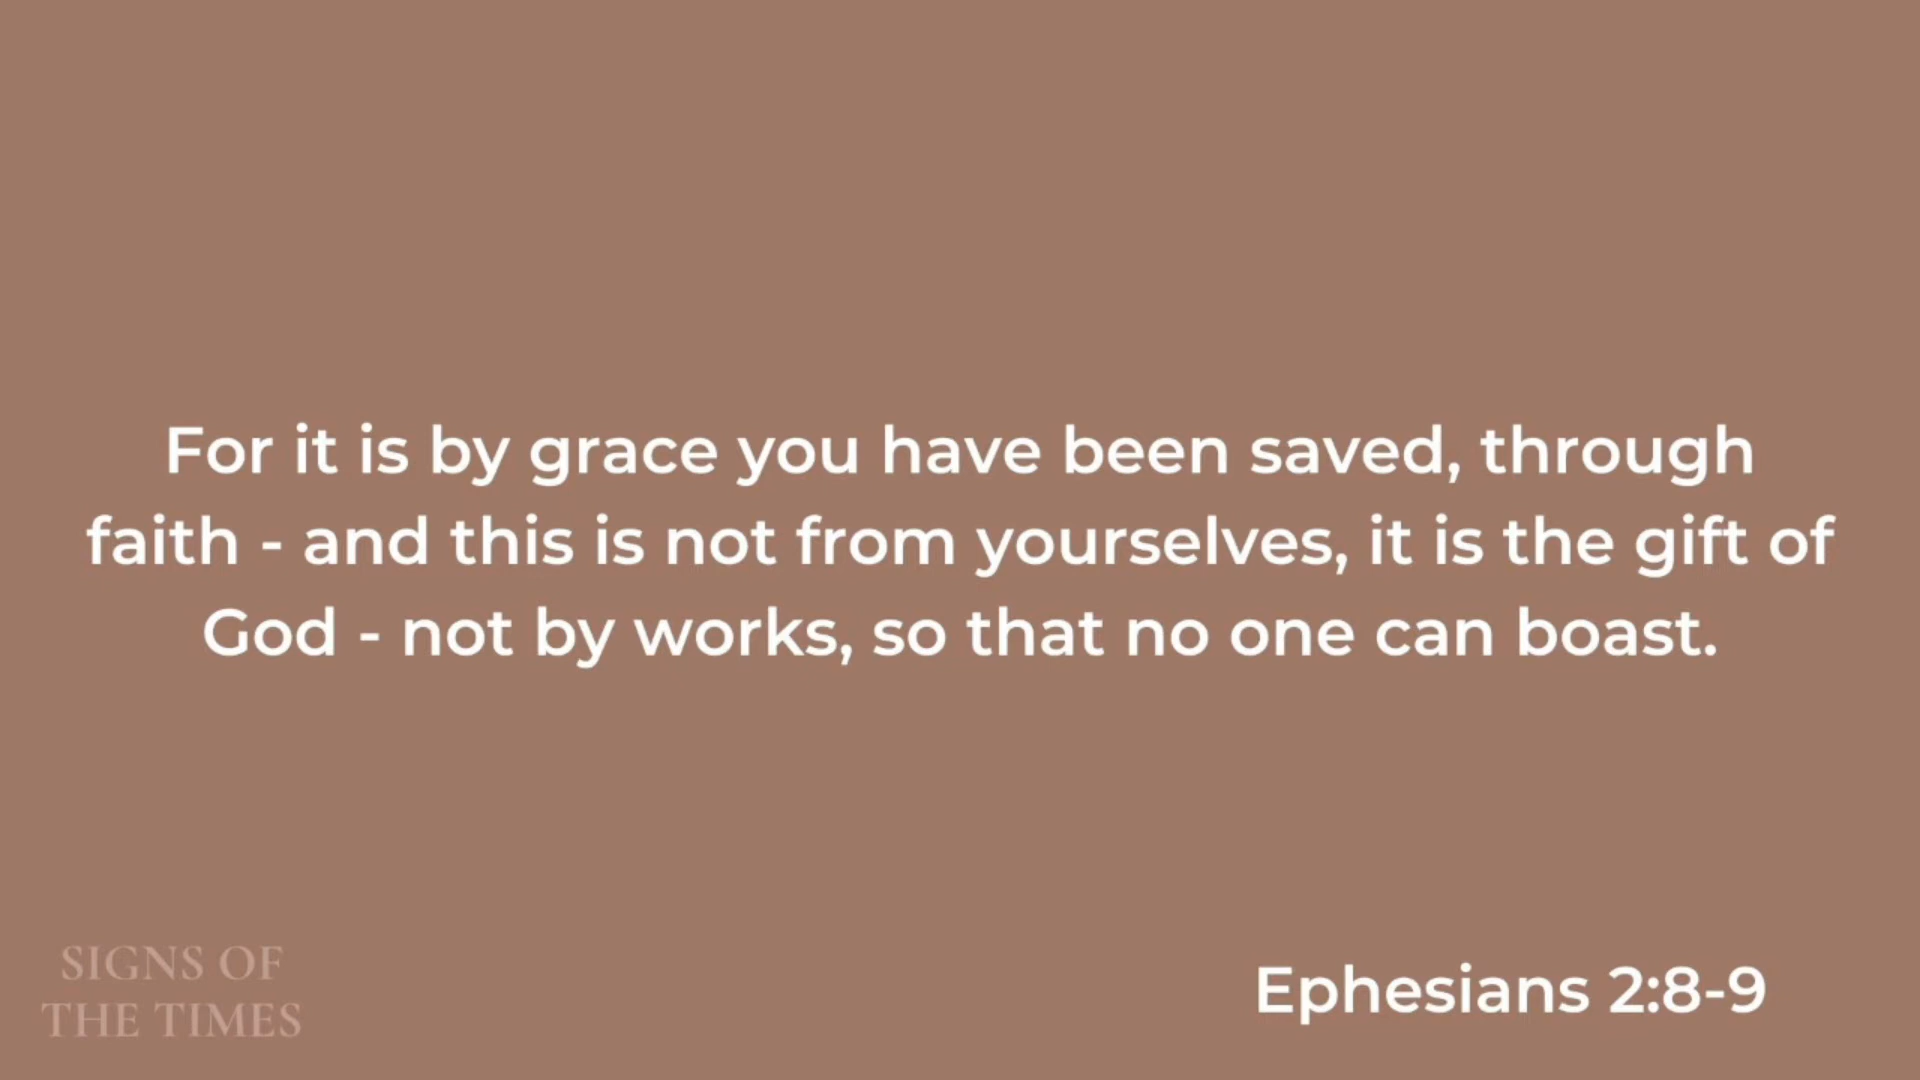 For it is by grace you have been saved, through
faith - and this is not from yourselves, it is the gift of
God - not by works, so that no one can boast.
SIGNS OF
THE TIMES
Ephesians 2:8-9